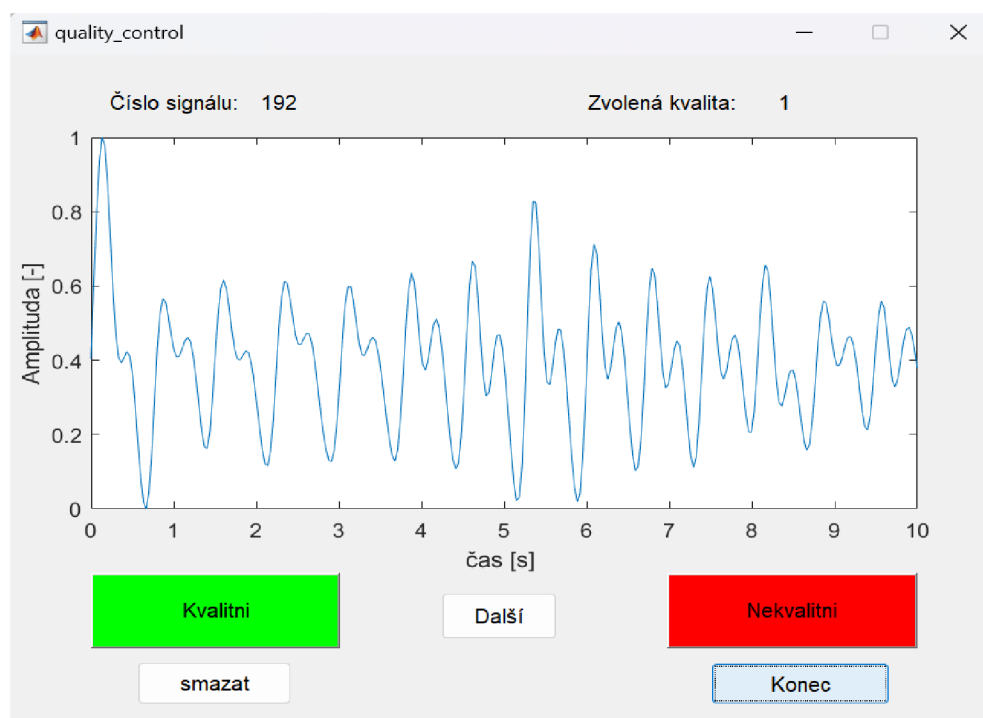 quality_control
Číslo signálu: 192 Zvolená kvalita: 1
1
0.8
0.6
0.4
0.2
0
0 1 2 3 4 5 6 7 8 9 10
Amplituda [-]
čas [s]
Kvalitni Další Nekvalitni
smazat Konec